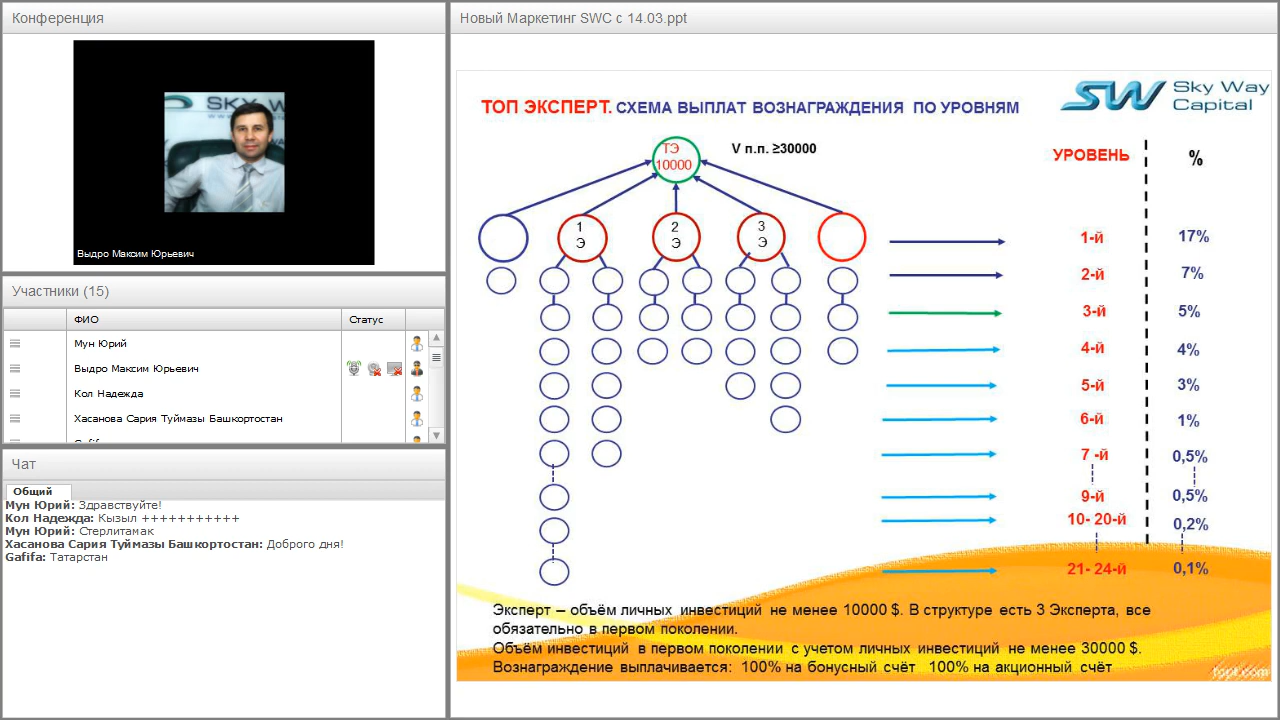 Конференция
Выдро Максим Юрьевич
Участники (15)
ФИО Статус
Мун Юрий
Выдро Максим Юрьевич
Кол Надежда
Хасанова Сария Туймазы Башкортостан
Чат
Общий
Мун Юрий: Здравствуйте!
Кол Надежда: Кызыл +++++++++++
Мун Юрий: Стерлитамак
Хасанова Сария Туймазы Башкортостан: Доброго дня!
Gafifa: Татарстан
Новый Маркетинг SWC с 14.03.ppt
SW Sky Way
Capital
ТОП ЭКСПЕРТ. СХЕМА ВЫПЛАТ ВОЗНАГРАЖДЕНИЯ ПО УРОВНЯМ
ТЭ
10000
V п.п. ≥30000
УРОВЕНЬ %
1
Э
2
Э
3
Э
1-й 17%
2-й 7%
3-й 5%
4-й 4%
5-й 3%
6-й 1%
7 -й 0,5%
9-й 0,5%
10- 20-й 0,2%
21- 24-й 0,1%
Эксперт – объём личных инвестиций не менее 10000 $. В структуре есть 3 Эксперта, все
обязательно в первом поколении.
Объём инвестиций в первом поколении с учетом личных инвестиций не менее 30000 $.
Вознаграждение выплачивается: 100% на бонусный счёт 100% на акционный счёт
fppt.com